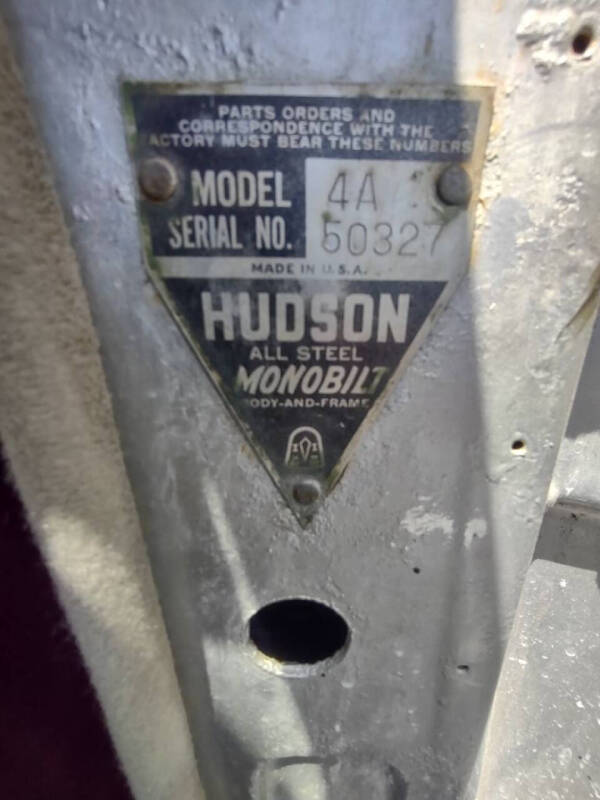 PARTS ORDERS AND
CORRESPONDENCE WITH THE
ACTORY MUST BEAR THESE NUMBERS
MODEL 4A
SERIAL NO. 50327
MADE IN U.S.A.
HUDSON
ALL STEEL
MONOBILT
ODY-AND-FRAME